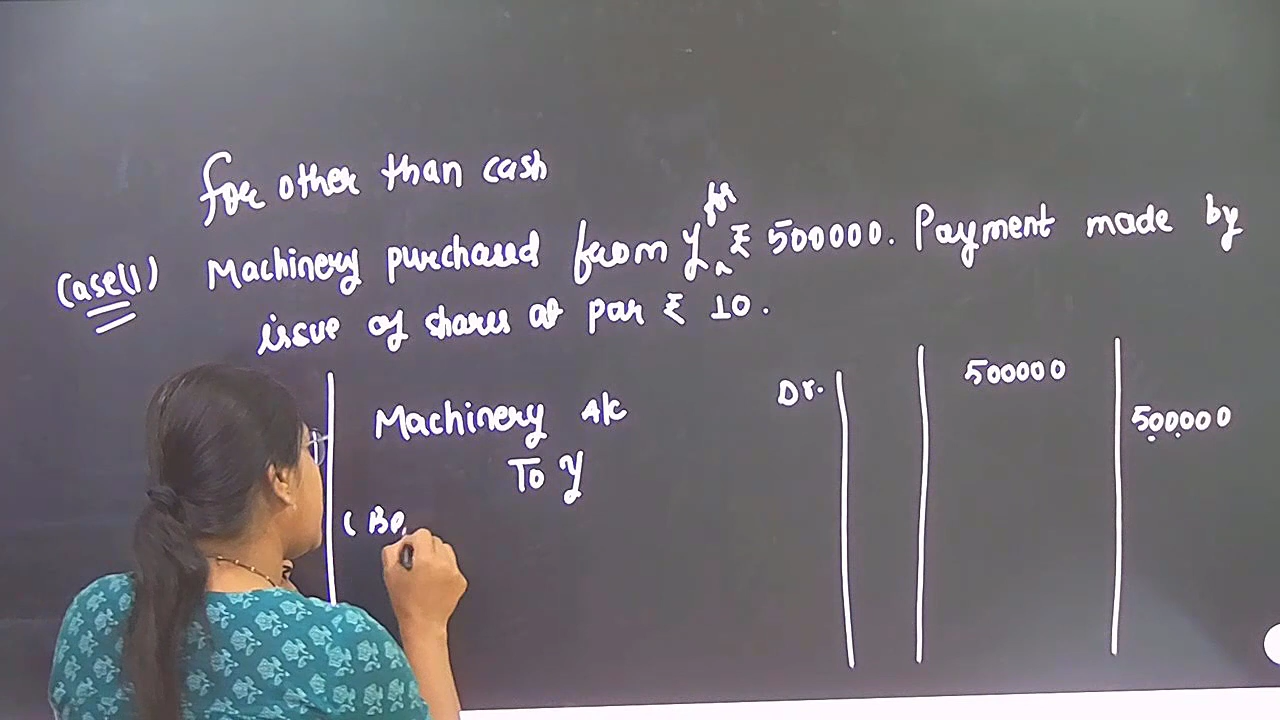 for other than cash
Case(1) Machinery purchased from Y for ₹ 500000. Payment made by
issue of shares at par ₹ 10.
Machinery A/c Dr. 500000
To Y 500000
( Be